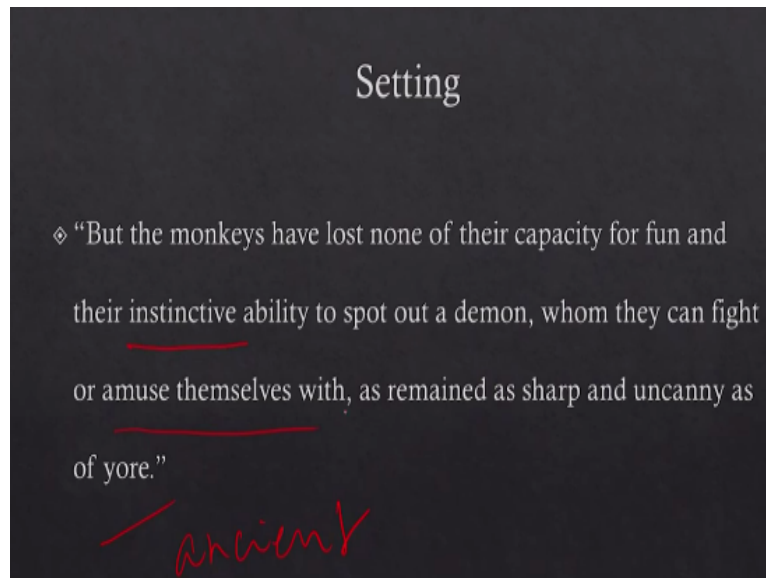 Setting
“But the monkeys have lost none of their capacity for fun and
their instinctive ability to spot out a demon, whom they can fight
or amuse themselves with, as remained as sharp and uncanny as
of yore.”
ancient